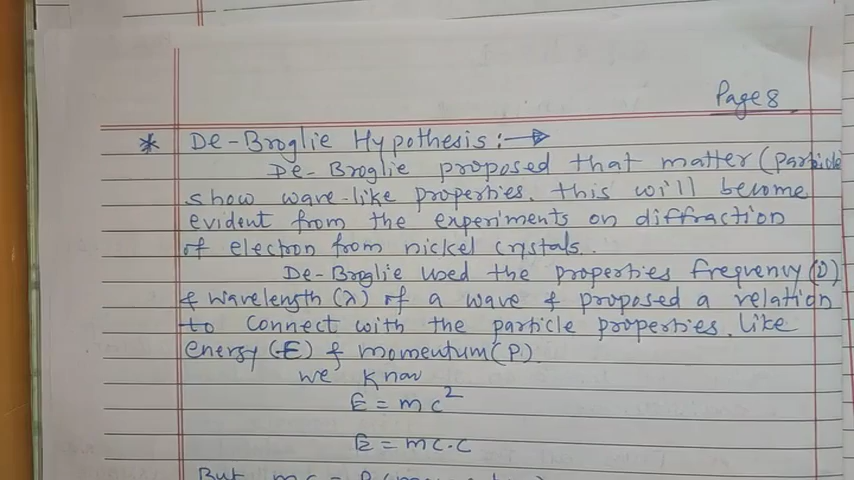 Page 8
* De-Broglie Hypothesis :→
De-Broglie proposed that matter (particle
show wave-like properties. this will become
evident from the experiments on diffraction
of electron from nickel crystals.
De-Broglie used the properties frequency (υ)
& wavelength (λ) of a wave & proposed a relation
to connect with the particle properties. like
energy (E) & momentum (P).
we know
E = mc²
E = mc.c
But mc = P